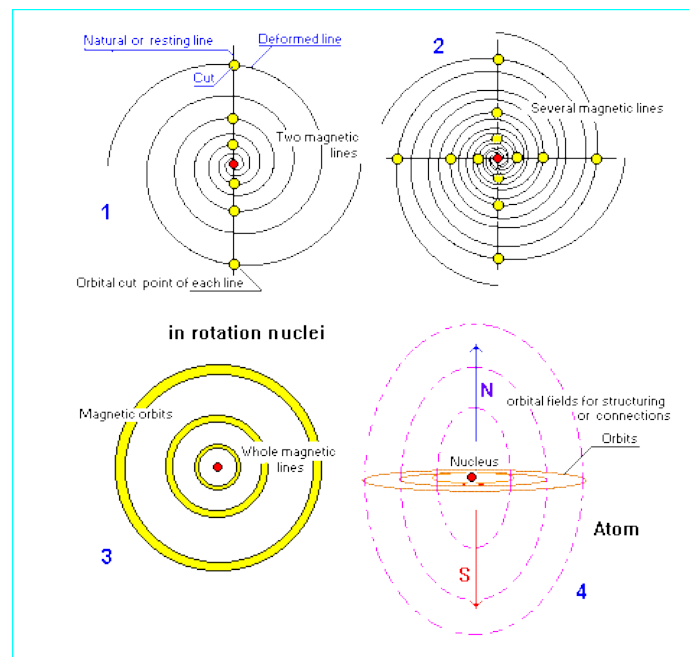 Natural or resting line
Deformed line
Cut
Two magnetic
lines
1
Orbital cut point of each line
2
Several magnetic lines
in rotation nuclei
Magnetic orbits
Whole magnetic
lines
3
N
orbital fields for structuring
or connections
Orbits
Nucleus
Atom
S
4